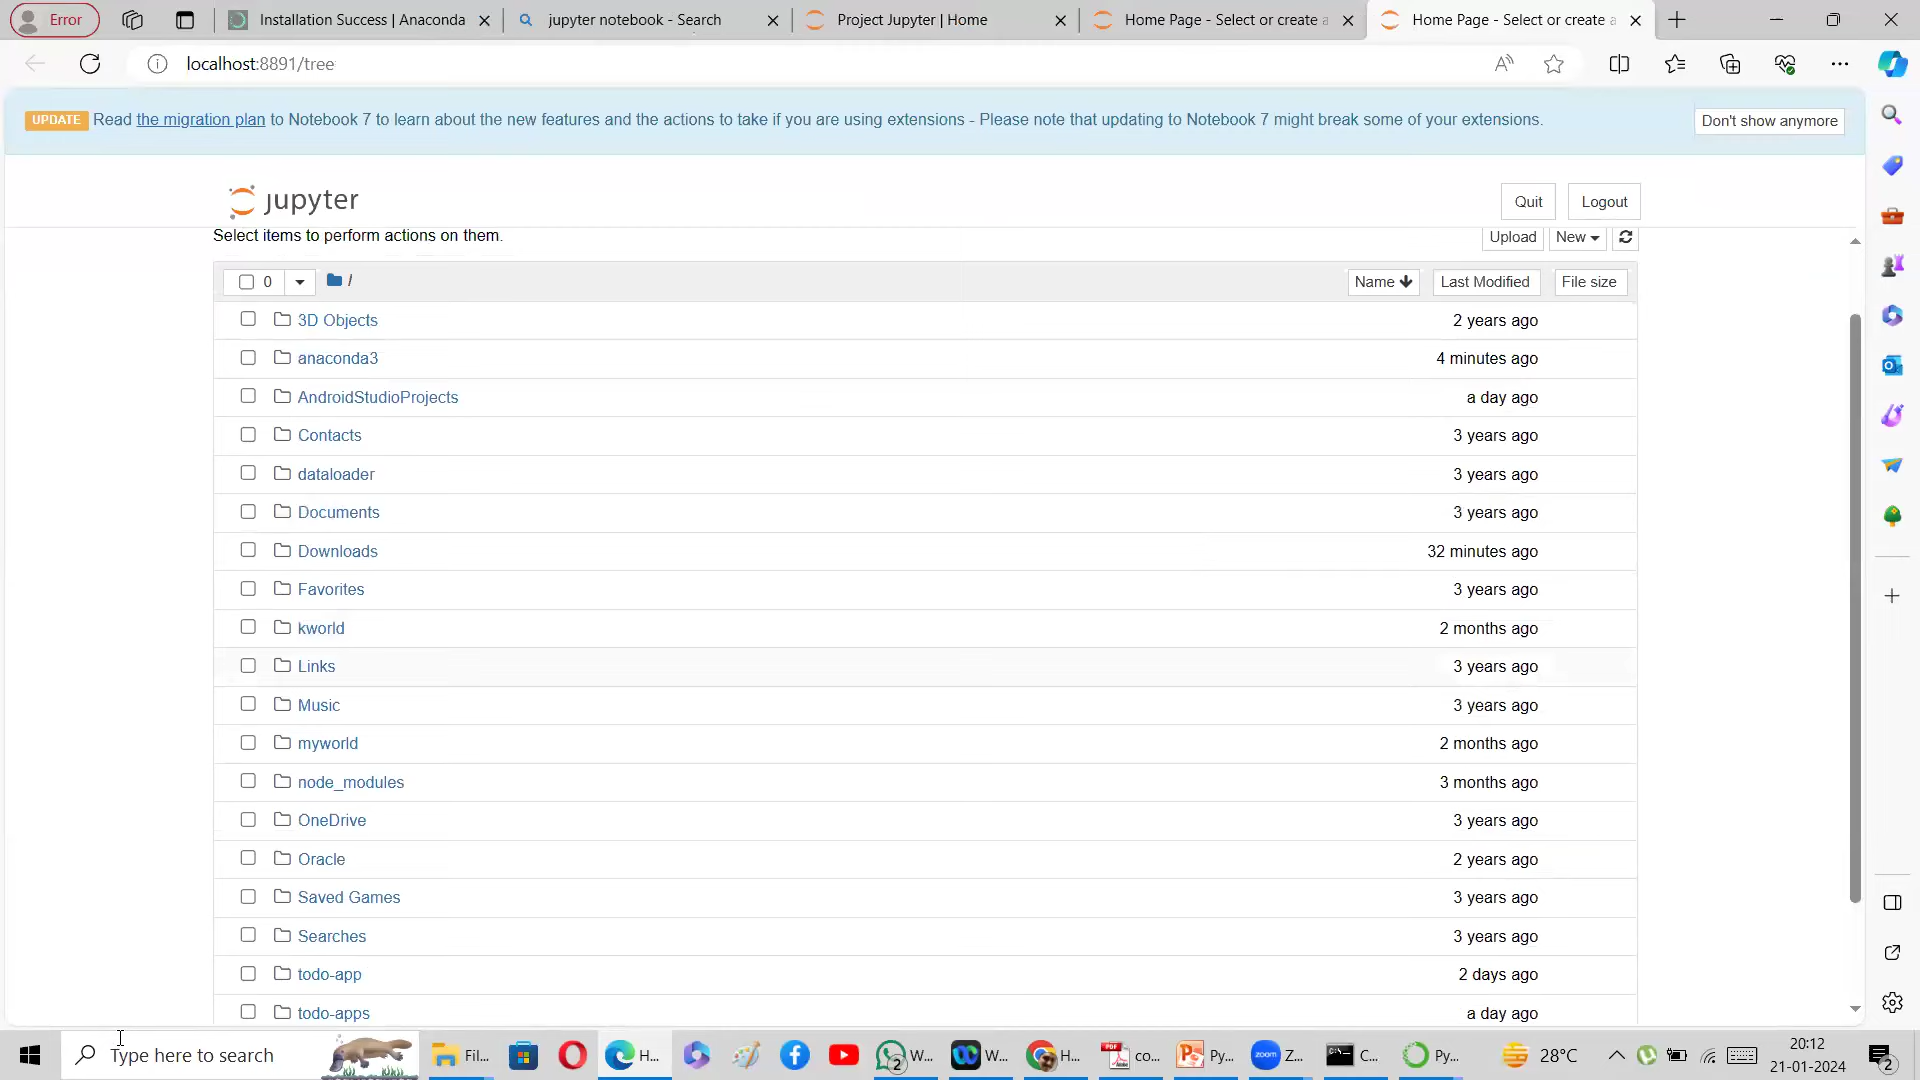 Error
Installation Success | Anaconda
jupyter notebook - Search
Project Jupyter | Home
Home Page - Select or create a
Home Page - Select or create a
localhost:8891/tree
UPDATE Read the migration plan to Notebook 7 to learn about the new features and the actions to take if you are using extensions - Please note that updating to Notebook 7 might break some of your extensions.
Don't show anymore
jupyter
Quit
Logout
Select items to perform actions on them.
Upload
New
0
/
Name
Last Modified
File size
3D Objects
2 years ago
anaconda3
4 minutes ago
AndroidStudioProjects
a day ago
Contacts
3 years ago
dataloader
3 years ago
Documents
3 years ago
Downloads
32 minutes ago
Favorites
3 years ago
kworld
2 months ago
Links
3 years ago
Music
3 years ago
myworld
2 months ago
node_modules
3 months ago
OneDrive
3 years ago
Oracle
2 years ago
Saved Games
3 years ago
Searches
3 years ago
todo-app
2 days ago
todo-apps
a day ago
Type here to search
Fil...
H...
2
W...
W...
H...
PDF
co...
Py...
zoom
Z...
C...
Py...
28°C
20:12
21-01-2024
2